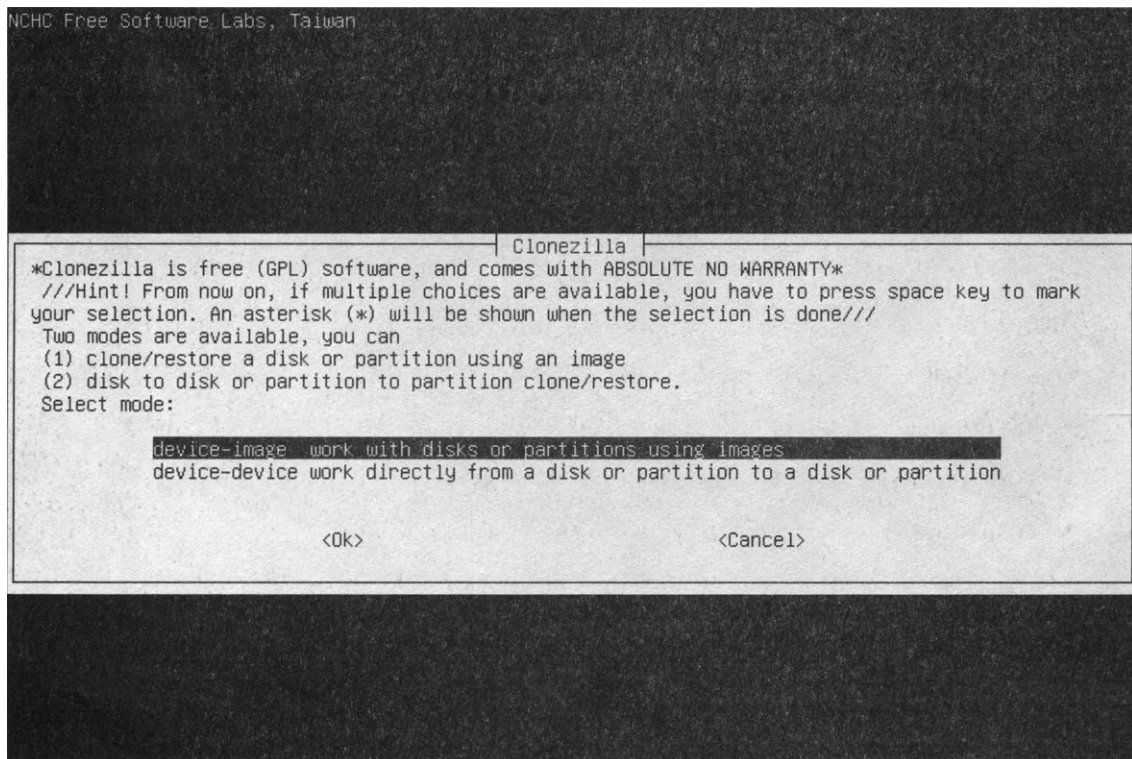 NCHC Free Software Labs, Taiwan
Clonezilla
*Clonezilla is free (GPL) software, and comes with ABSOLUTE NO WARRANTY*
///Hint! From now on, if multiple choices are available, you have to press space key to mark
your selection. An asterisk (*) will be shown when the selection is done///
Two modes are available, you can
(1) clone/restore a disk or partition using an image
(2) disk to disk or partition to partition clone/restore.
Select mode:
device-image work with disks or partitions using images
device-device work directly from a disk or partition to a disk or partition
<Ok> <Cancel>